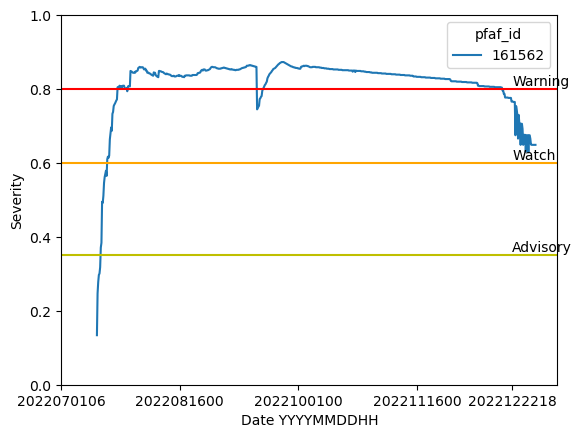 pfaf_id
161562
1.0
0.8
0.6
0.4
0.2
0.0
Severity
Warning
Watch
Advisory
2022070106
2022081600
2022100100
2022111600
2022122218
Date YYYYMMDDHH